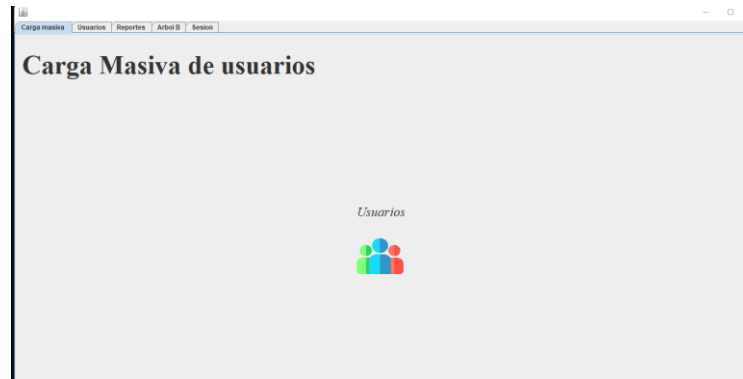 Carga masiva Usuarios Reportes Arbol B Sesion
Carga Masiva de usuarios
Usuarios